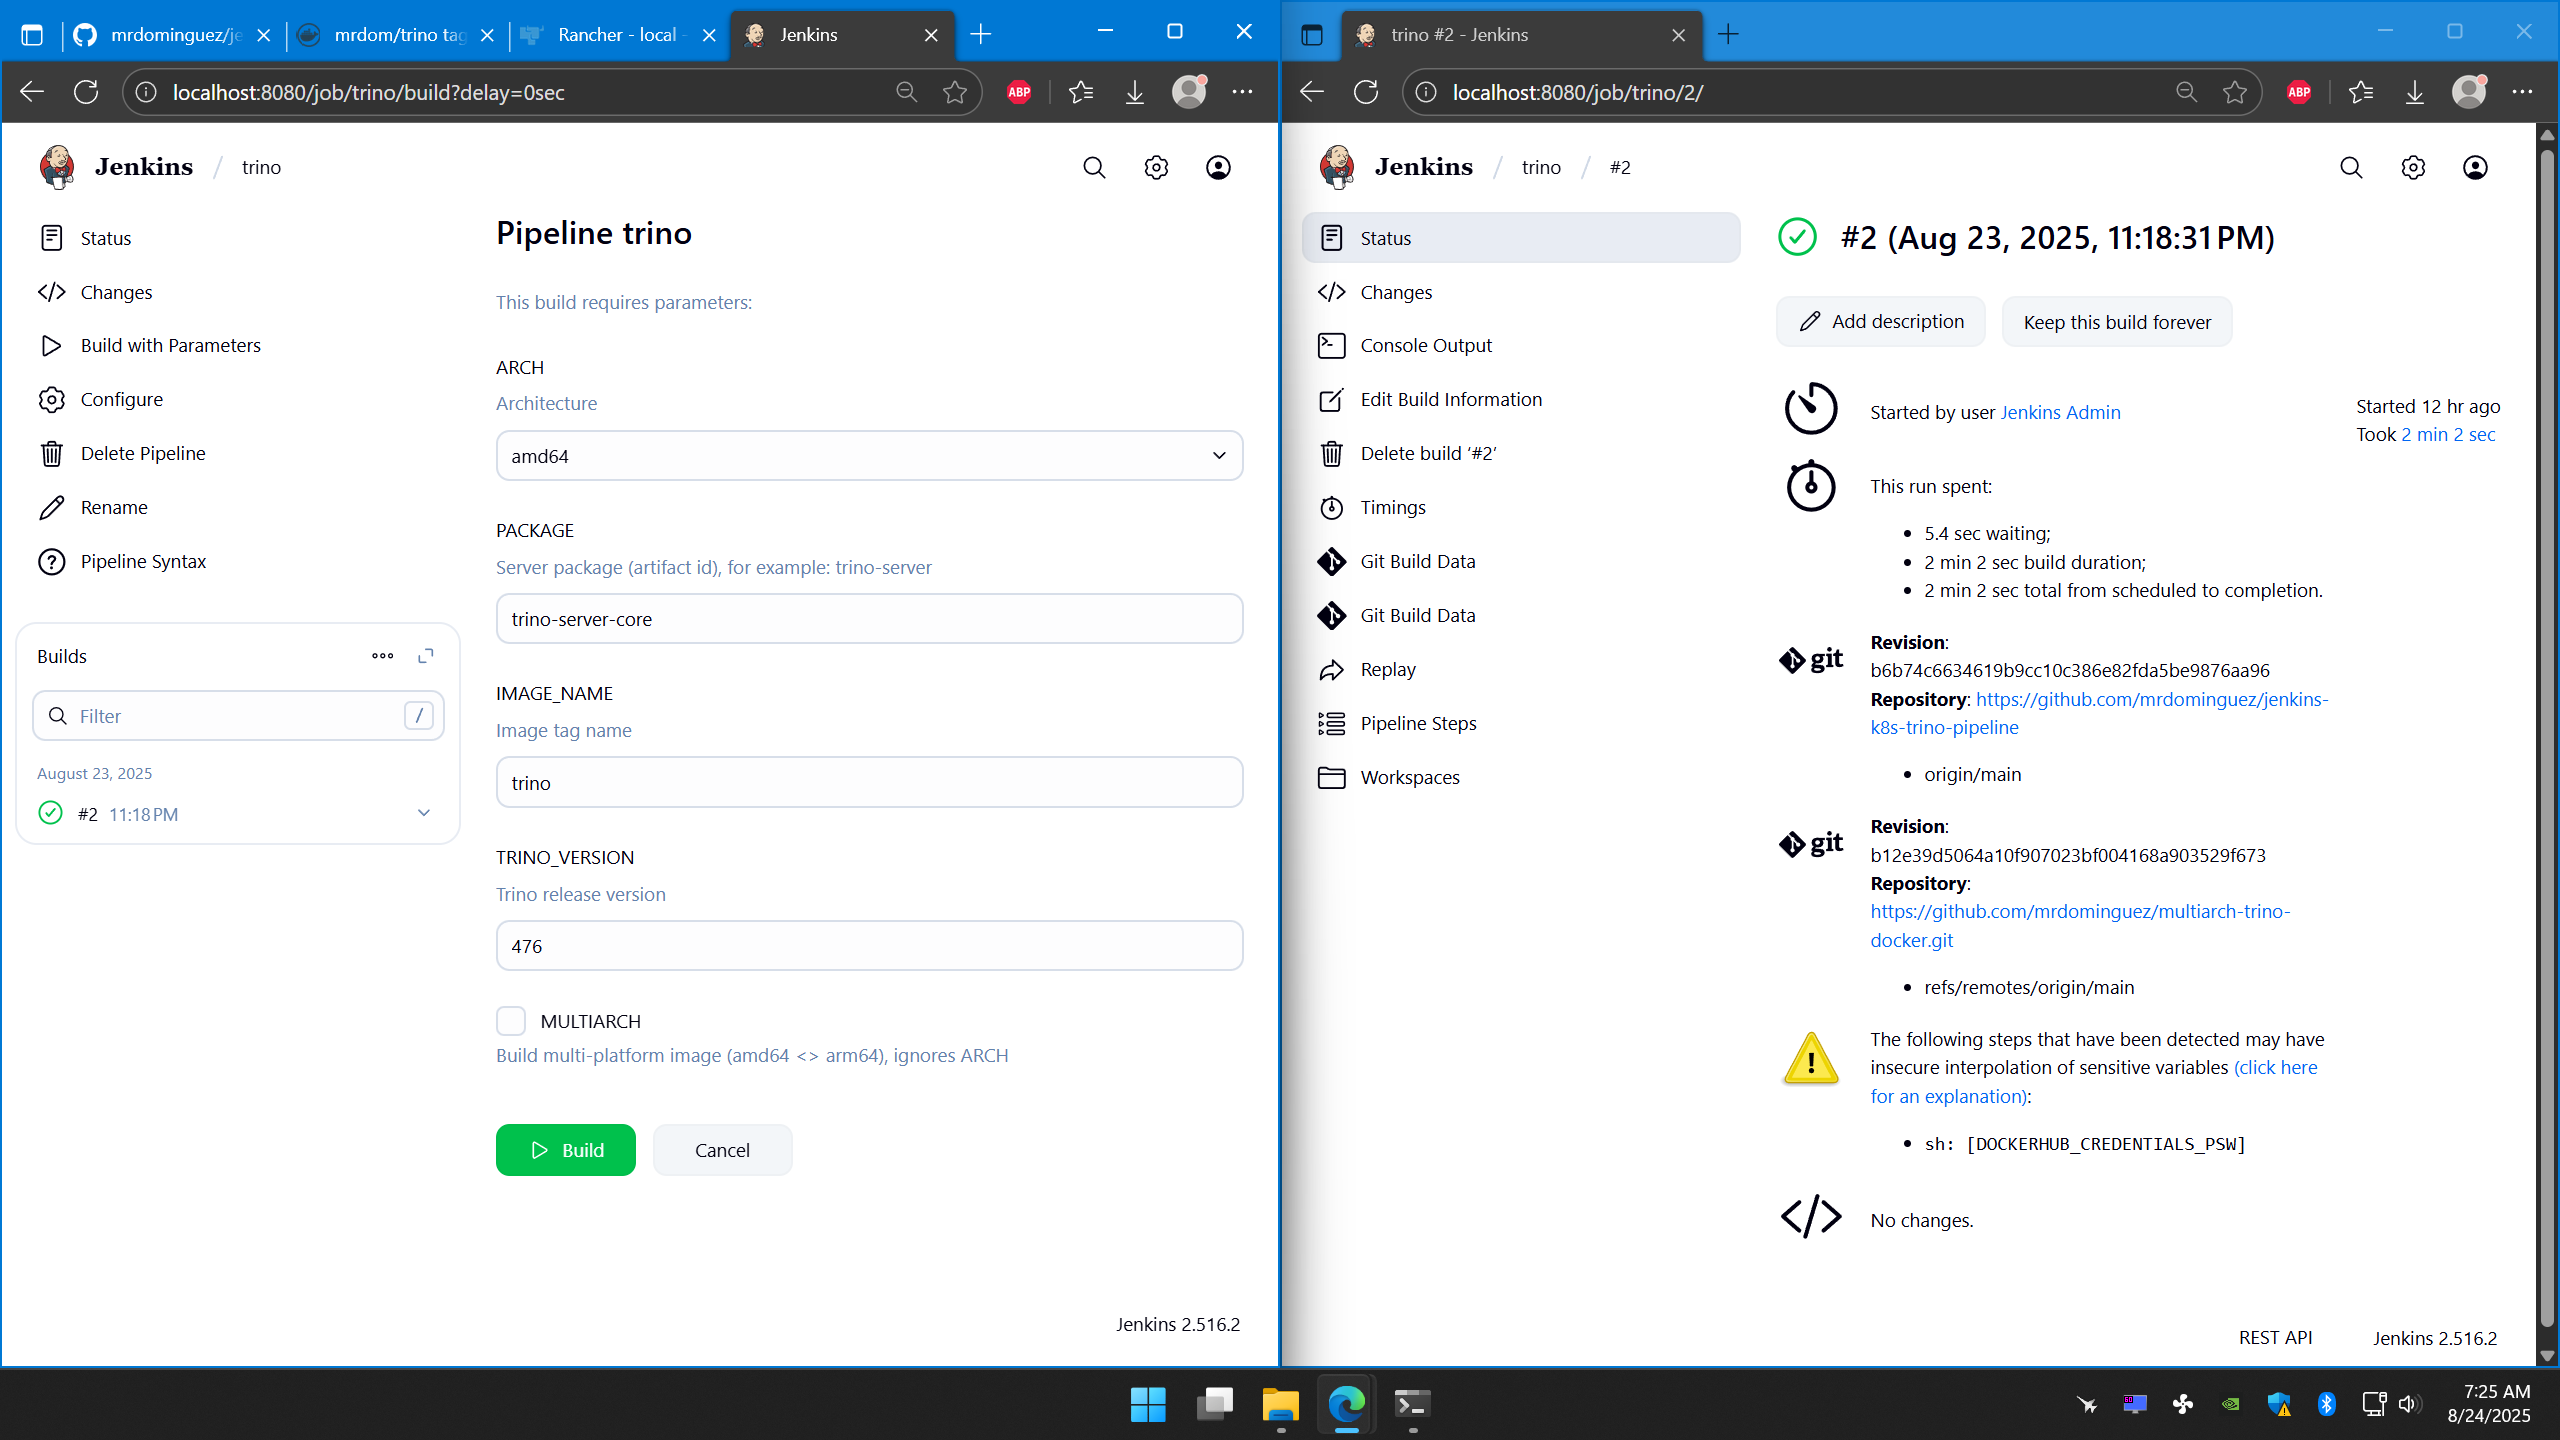 mrdominguez/je
mrdom/trino tag
Rancher - local -
Jenkins
localhost:8080/job/trino/build?delay=0sec
ABP
Jenkins / trino
Status
Changes
Build with Parameters
Configure
Delete Pipeline
Rename
Pipeline Syntax
Builds
Filter
/
August 23, 2025
#2 11:18 PM
Pipeline trino
This build requires parameters:
ARCH
Architecture
amd64
PACKAGE
Server package (artifact id), for example: trino-server
trino-server-core
IMAGE_NAME
Image tag name
trino
TRINO_VERSION
Trino release version
476
MULTIARCH
Build multi-platform image (amd64 <> arm64), ignores ARCH
Build
Cancel
Jenkins 2.516.2
trino #2 - Jenkins
localhost:8080/job/trino/2/
ABP
Jenkins / trino / #2
Status
Changes
Console Output
Edit Build Information
Delete build ‘#2’
Timings
Git Build Data
Git Build Data
Replay
Pipeline Steps
Workspaces
#2 (Aug 23, 2025, 11:18:31 PM)
Add description
Keep this build forever
Started by user Jenkins Admin
Started 12 hr ago
Took 2 min 2 sec
This run spent:
5.4 sec waiting;
2 min 2 sec build duration;
2 min 2 sec total from scheduled to completion.
git
Revision:
b6b74c6634619b9cc10c386e82fda5be9876aa96
Repository: https://github.com/mrdominguez/jenkins-
k8s-trino-pipeline
origin/main
git
Revision:
b12e39d5064a10f907023bf004168a903529f673
Repository:
https://github.com/mrdominguez/multiarch-trino-
docker.git
refs/remotes/origin/main
The following steps that have been detected may have
insecure interpolation of sensitive variables (click here
for an explanation):
sh: [DOCKERHUB_CREDENTIALS_PSW]
No changes.
REST API
Jenkins 2.516.2
7:25 AM
8/24/2025